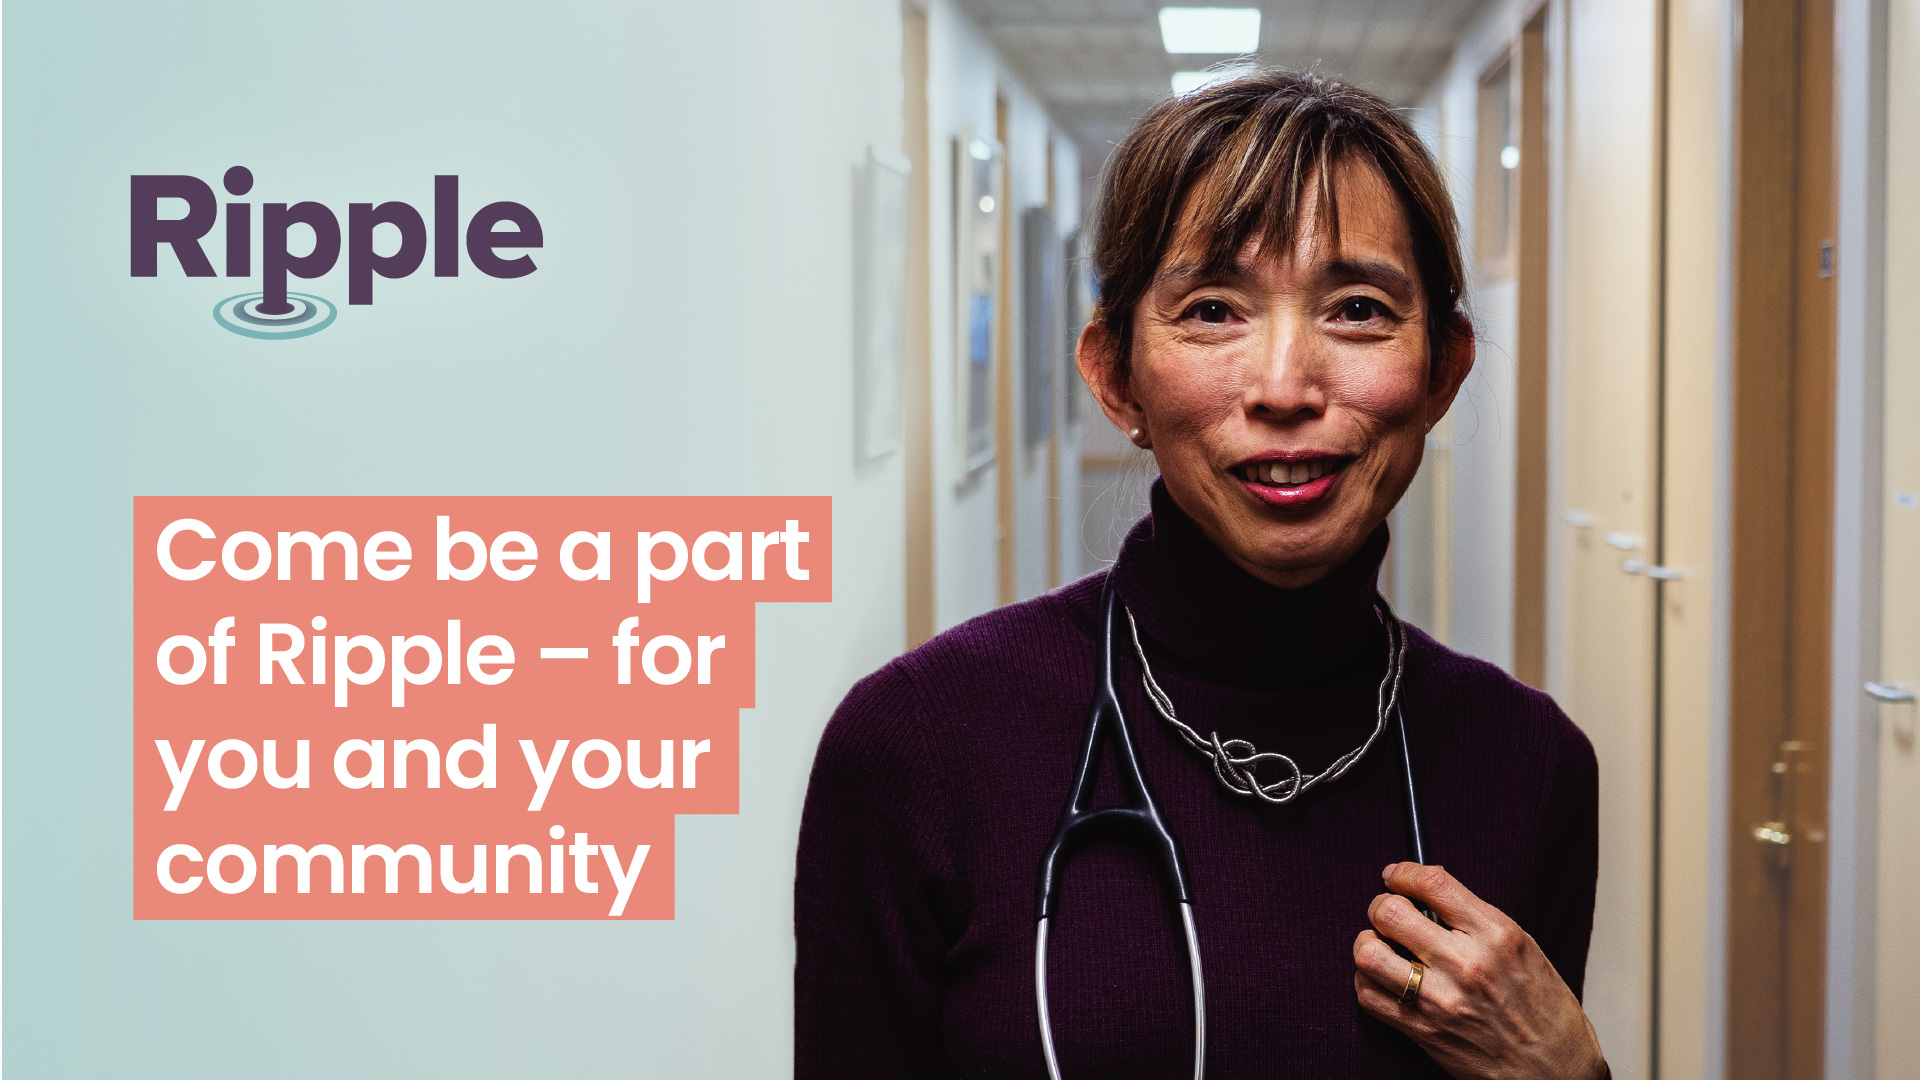 Ripple
Come be a part
of Ripple – for
you and your
community